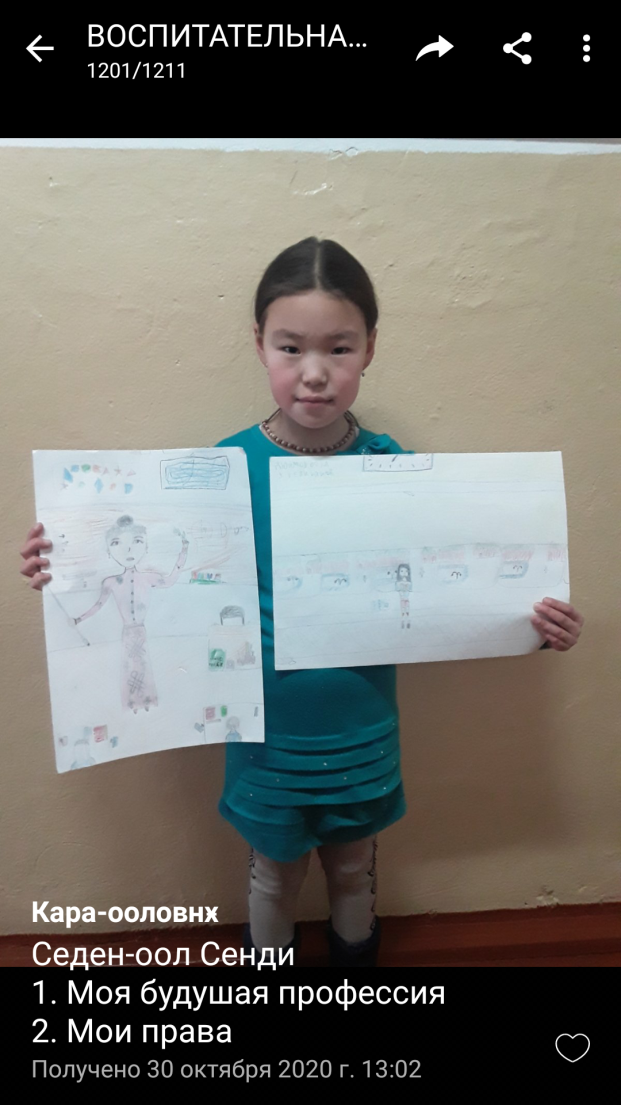 ВОСПИТАТЕЛЬНА...
1201/1211
Кара-ооловнх
Седен-оол Сенди
1. Моя будушая профессия
2. Мои права
Получено 30 октября 2020 г. 13:02